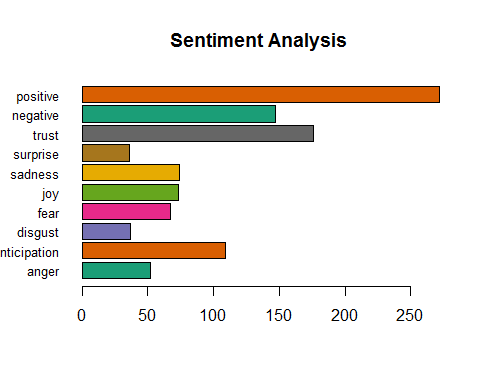 Sentiment Analysis
positive
negative
trust
surprise
sadness
joy
fear
disgust
nticipation
anger
0 50 100 150 200 250